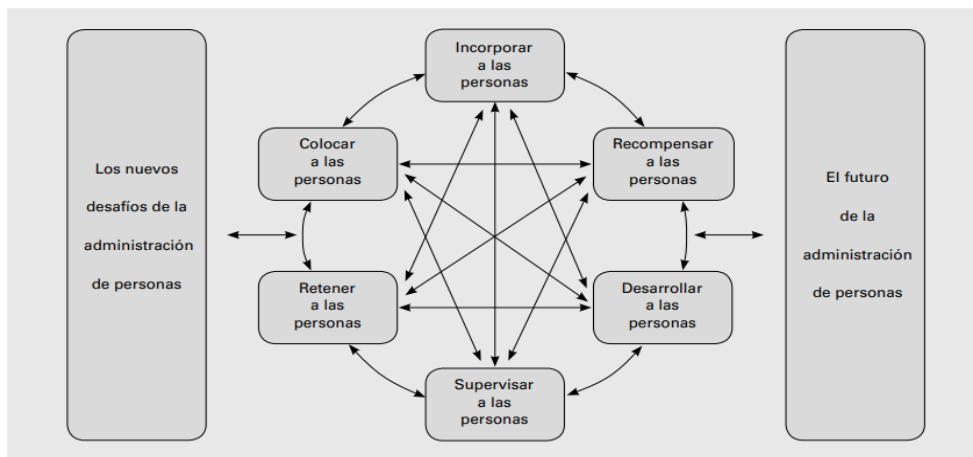 Los nuevos
desafíos de la
administración
de personas
Incorporar
a las
personas
Colocar
a las
personas
Recompensar
a las
personas
Retener
a las
personas
Desarrollar
a las
personas
Supervisar
a las
personas
El futuro
de la
administración
de personas